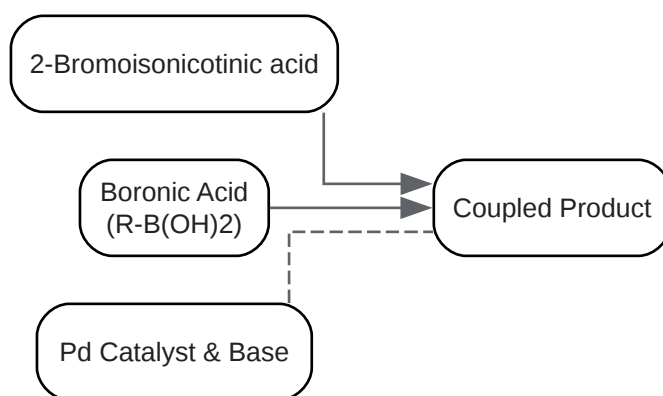 2-Bromoisonicotinic acid
Boronic Acid
(R-B(OH)2)
Coupled Product
Pd Catalyst & Base